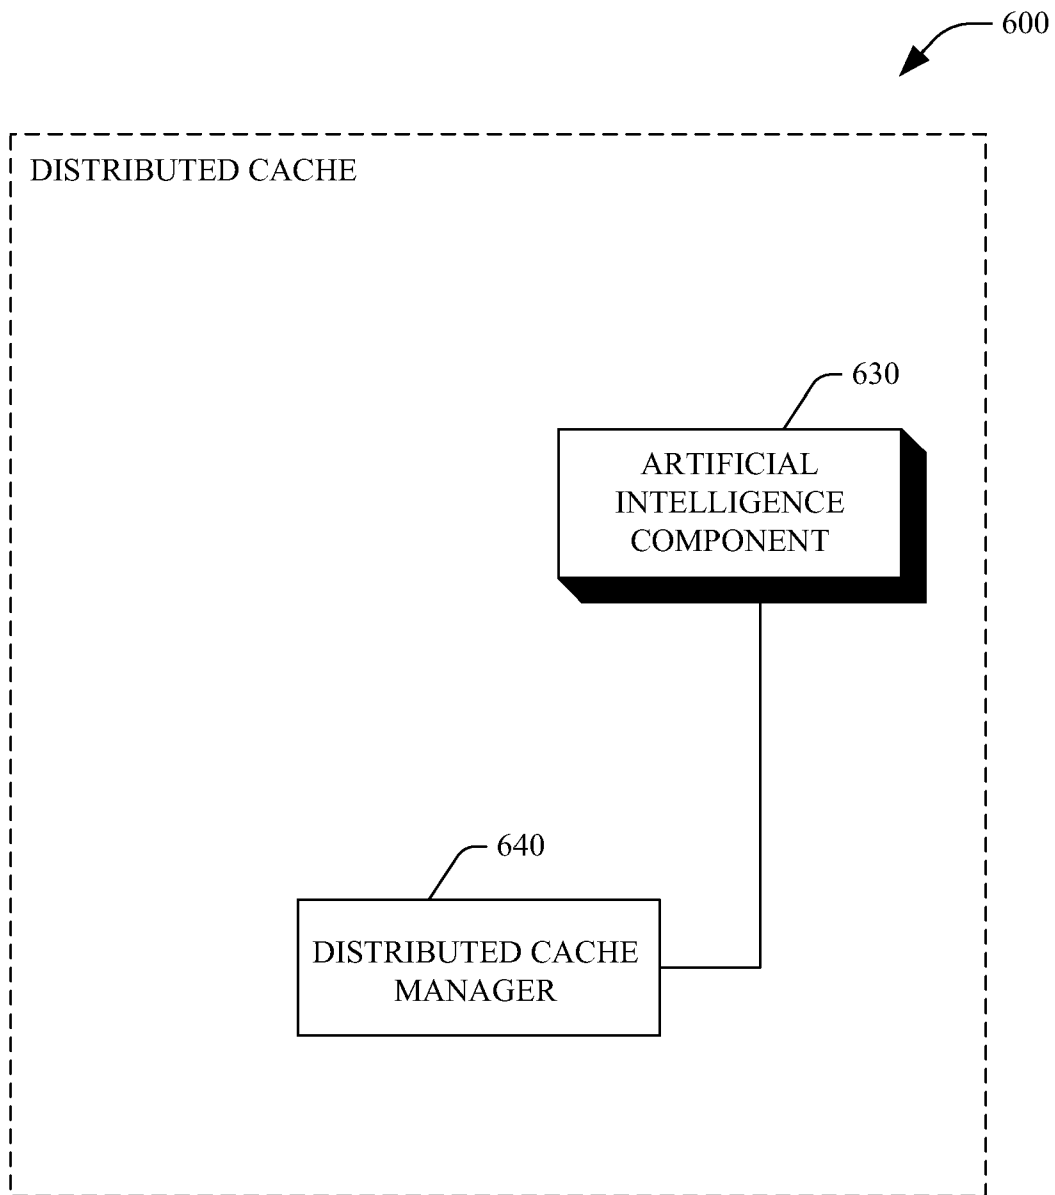 600
DISTRIBUTED CACHE
630
ARTIFICIAL
INTELLIGENCE
COMPONENT
640
DISTRIBUTED CACHE
MANAGER